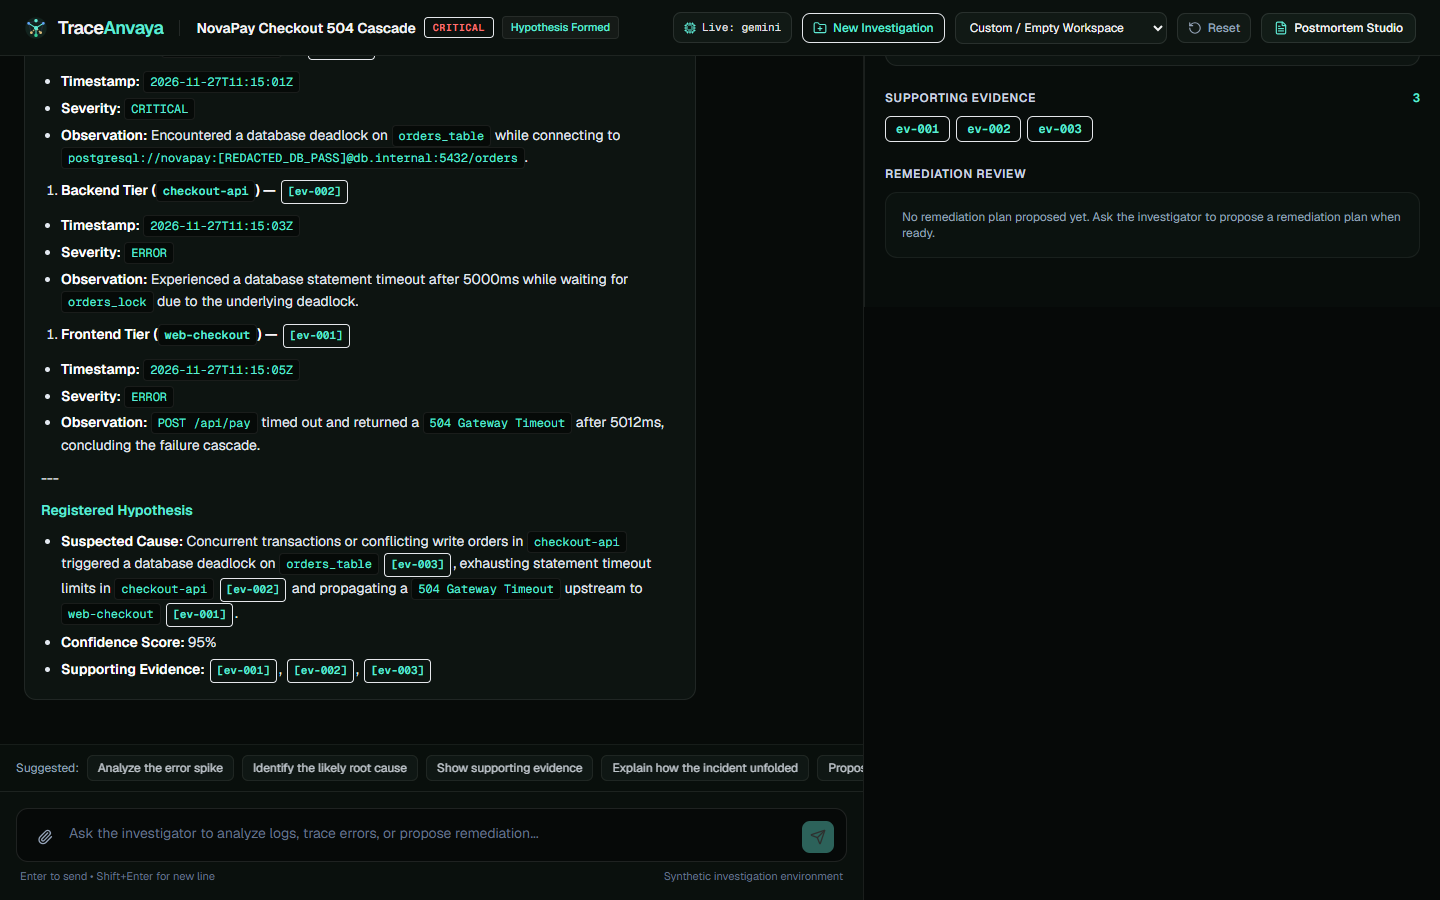 TraceAnvaya
NovaPay Checkout 504 Cascade
CRITICAL
Hypothesis Formed
Live: gemini
New Investigation
Custom / Empty Workspace
Reset
Postmortem Studio
• Timestamp: 2026-11-27T11:15:01Z
• Severity: CRITICAL
• Observation: Encountered a database deadlock on orders_table while connecting to
postgresql://novapay:[REDACTED_DB_PASS]@db.internal:5432/orders .
1. Backend Tier ( checkout-api ) — [ev-002]
• Timestamp: 2026-11-27T11:15:03Z
• Severity: ERROR
• Observation: Experienced a database statement timeout after 5000ms while waiting for
orders_lock due to the underlying deadlock.
1. Frontend Tier ( web-checkout ) — [ev-001]
• Timestamp: 2026-11-27T11:15:05Z
• Severity: ERROR
• Observation: POST /api/pay timed out and returned a 504 Gateway Timeout after 5012ms,
concluding the failure cascade.
---
Registered Hypothesis
• Suspected Cause: Concurrent transactions or conflicting write orders in checkout-api
triggered a database deadlock on orders_table [ev-003] , exhausting statement timeout
limits in checkout-api [ev-002] and propagating a 504 Gateway Timeout upstream to
web-checkout [ev-001] .
• Confidence Score: 95%
• Supporting Evidence: [ev-001] , [ev-002] , [ev-003]
Suggested:
Analyze the error spike
Identify the likely root cause
Show supporting evidence
Explain how the incident unfolded
Propos
Ask the investigator to analyze logs, trace errors, or propose remediation...
Enter to send • Shift+Enter for new line
Synthetic investigation environment
SUPPORTING EVIDENCE
3
ev-001 ev-002 ev-003
REMEDIATION REVIEW
No remediation plan proposed yet. Ask the investigator to propose a remediation plan when
ready.